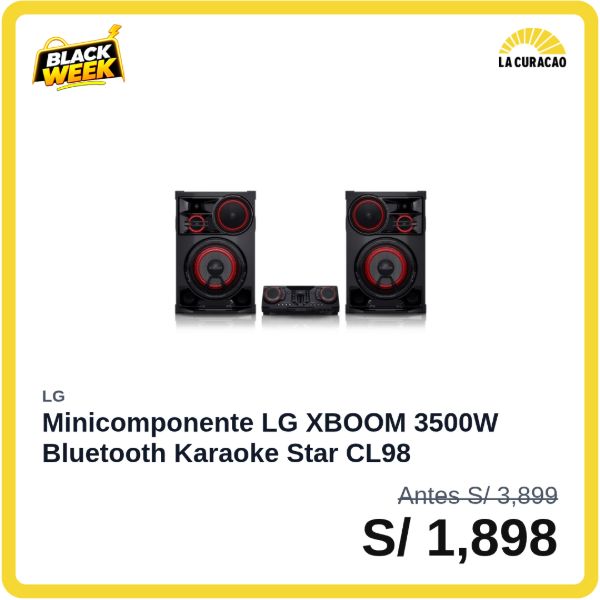 BLACK
WEEK
LA CURACAO
LG
Minicomponente LG XBOOM 3500W
Bluetooth Karaoke Star CL98
Antes S/ 3,899
S/ 1,898